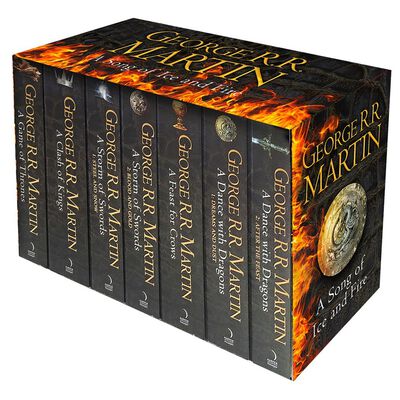 GEORGE R.R.
MARTIN
A Song of Ice and Fire
GEORGE R.R. MARTIN
A Game of Thrones
GEORGE R.R. MARTIN
A Clash of Kings
GEORGE R.R. MARTIN
A Storm of Swords
1: STEEL AND SNOW
GEORGE R.R. MARTIN
A Storm of Swords
2: BLOOD AND GOLD
GEORGE R.R. MARTIN
A Feast for Crows
GEORGE R.R. MARTIN
A Dance with Dragons
1: DREAMS AND DUST
GEORGE R.R. MARTIN
A Dance with Dragons
2: AFTER THE FEAST
GEORGE R.R.
MARTIN
A Song of
Ice and Fire